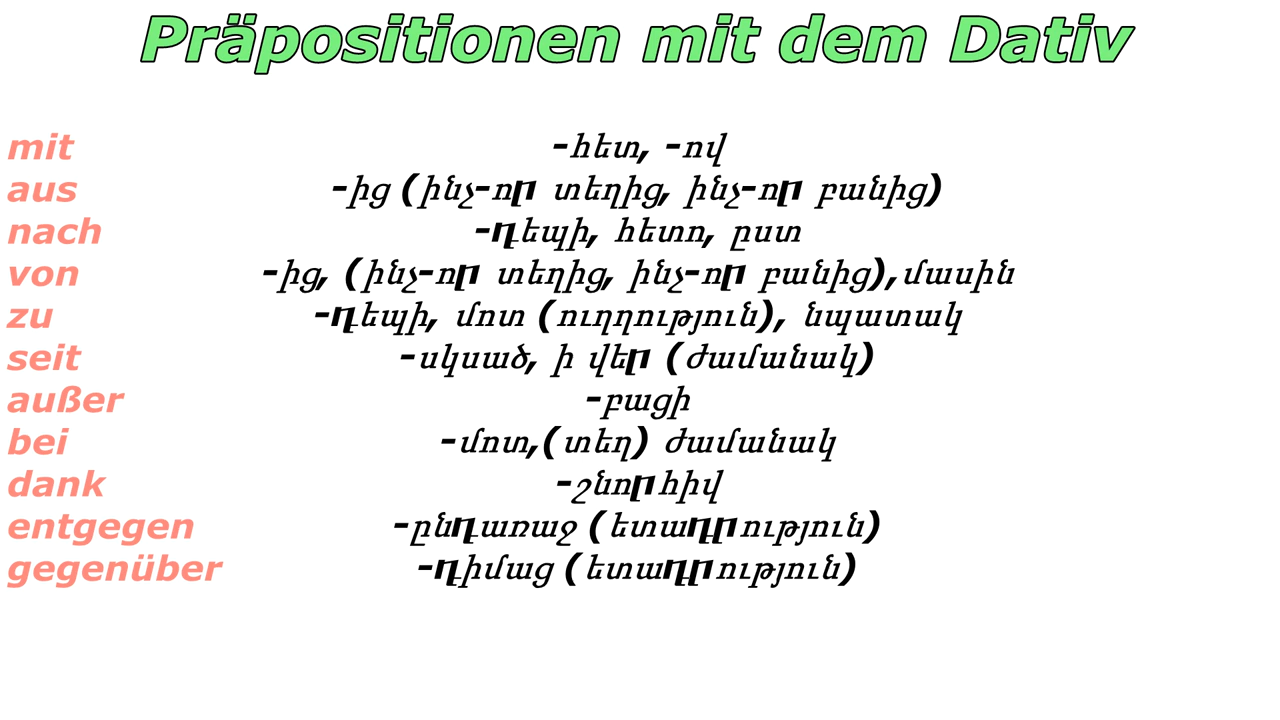 Präpositionen mit dem Dativ
mit -հետ, -ով
aus -ից (ինչ-որ տեղից, ինչ-որ բանից)
nach -դեպի, հետո, ըստ
von -ից, (ինչ-որ տեղից, ինչ-որ բանից),մասին
zu -դեպի, մոտ (ուղղություն), նպատակ
seit -սկսած, ի վեր (ժամանակ)
außer -բացի
bei -մոտ,(տեղ) ժամանակ
dank -շնորհիվ
entgegen -ընդառաջ (ետադրություն)
gegenüber -դիմաց (ետադրություն)